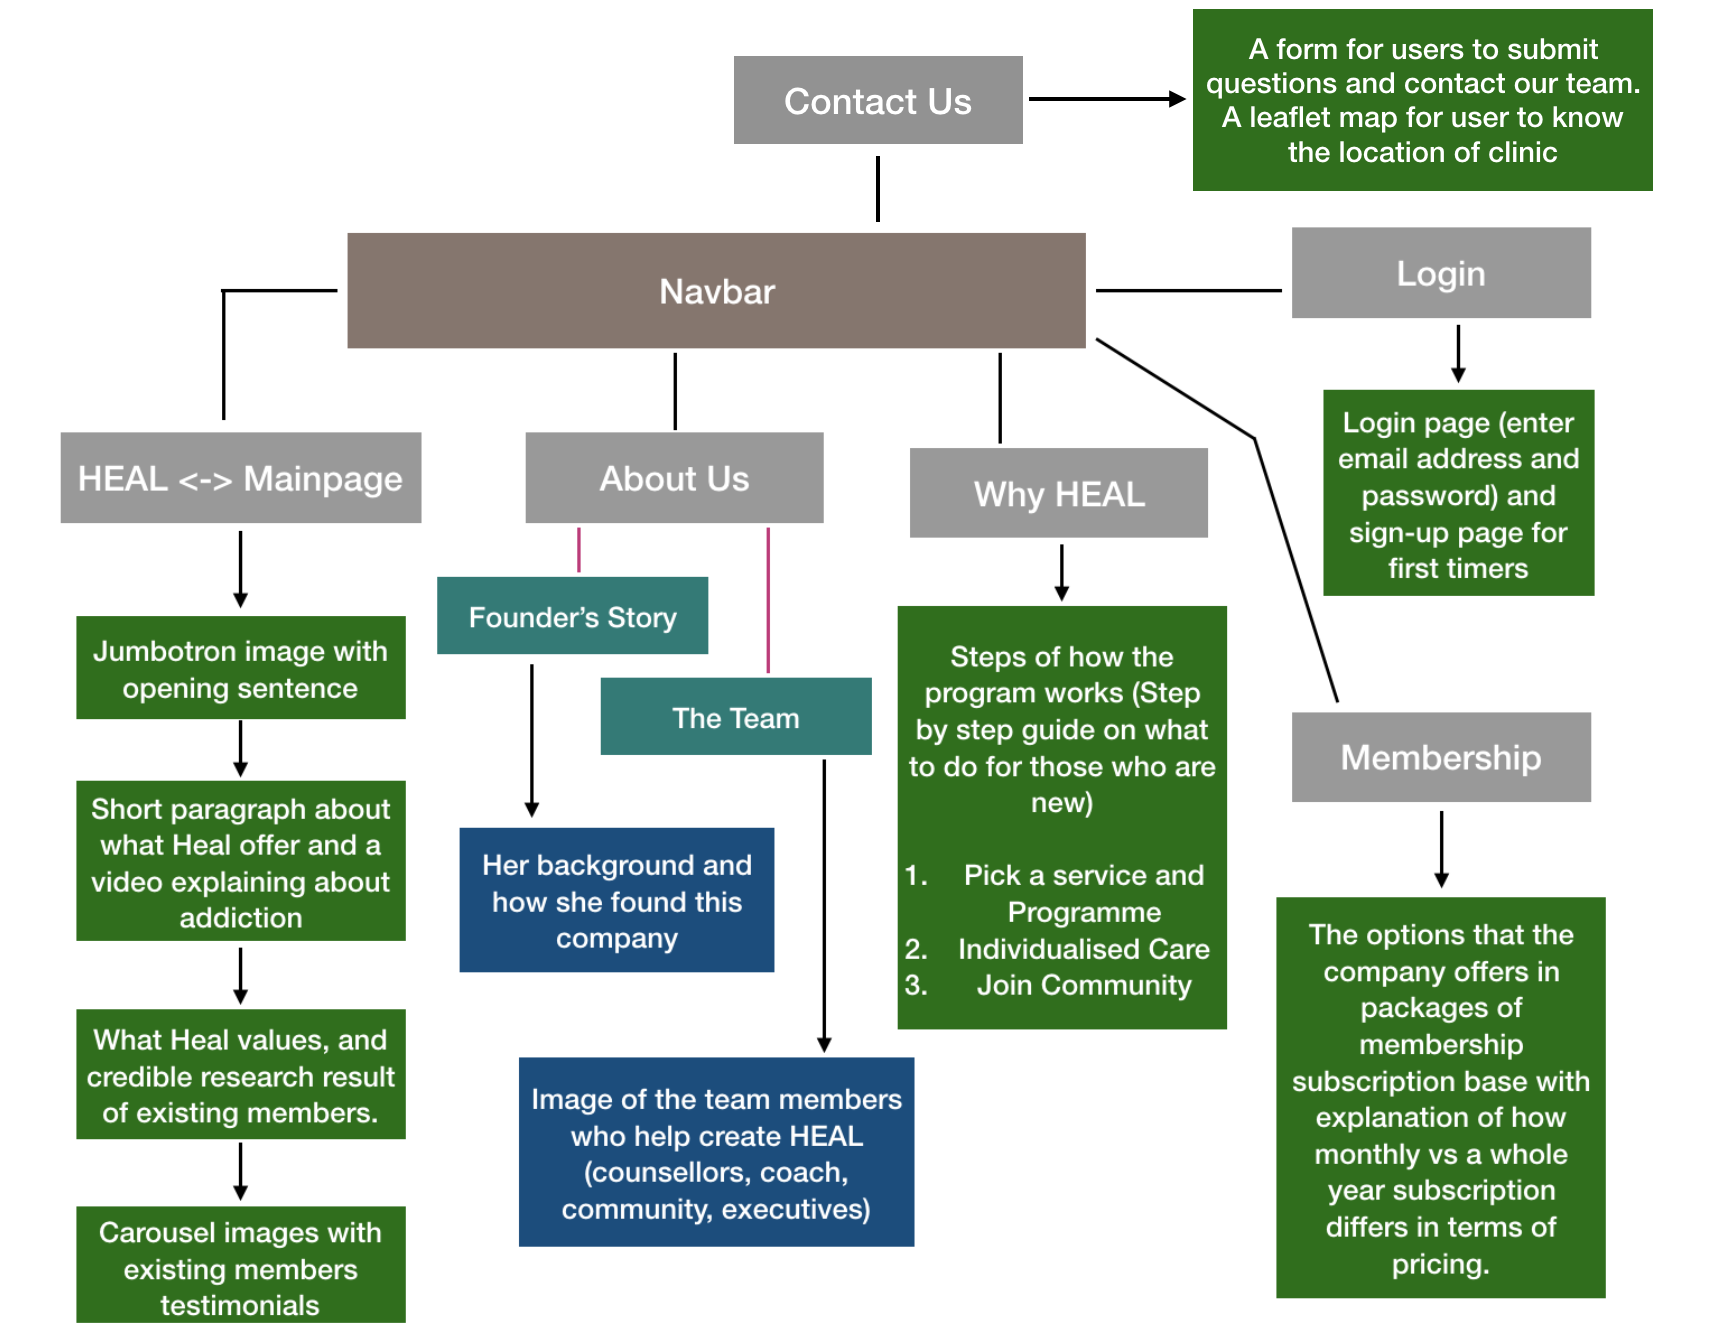 Contact Us
A form for users to submit
questions and contact our team.
A leaflet map for user to know
the location of clinic
Navbar
Login
Login page (enter
email address and
password) and
sign-up page for
first timers
HEAL <-> Mainpage
Jumbotron image with
opening sentence
Short paragraph about
what Heal offer and a
video explaining about
addiction
What Heal values, and
credible research result
of existing members.
Carousel images with
existing members
testimonials
About Us
Founder’s Story
Her background and
how she found this
company
The Team
Image of the team members
who help create HEAL
(counsellors, coach,
community, executives)
Why HEAL
Steps of how the
program works (Step
by step guide on what
to do for those who are
new)
1. Pick a service and
Programme
2. Individualised Care
3. Join Community
Membership
The options that the
company offers in
packages of
membership
subscription base with
explanation of how
monthly vs a whole
year subscription
differs in terms of
pricing.